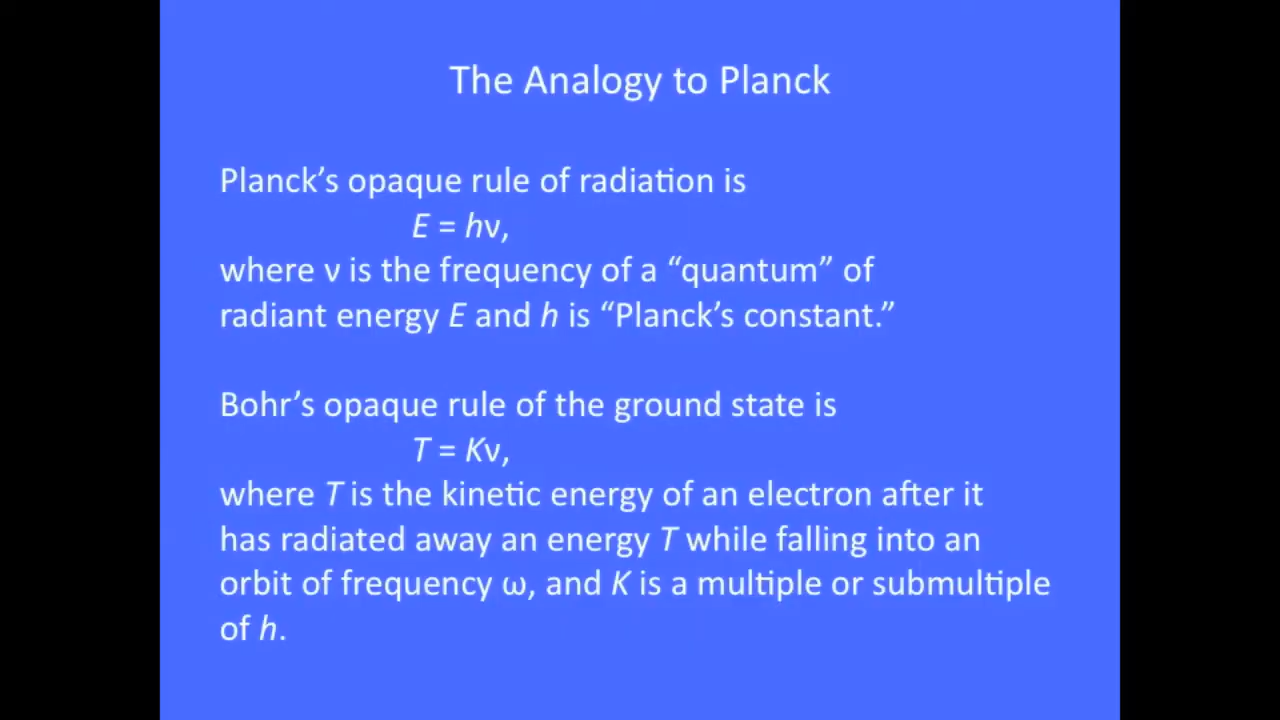 The Analogy to Planck
Planck’s opaque rule of radiation is
E = hν,
where ν is the frequency of a “quantum” of
radiant energy E and h is “Planck’s constant.”
Bohr’s opaque rule of the ground state is
T = Kν,
where T is the kinetic energy of an electron after it
has radiated away an energy T while falling into an
orbit of frequency ω, and K is a multiple or submultiple
of h.